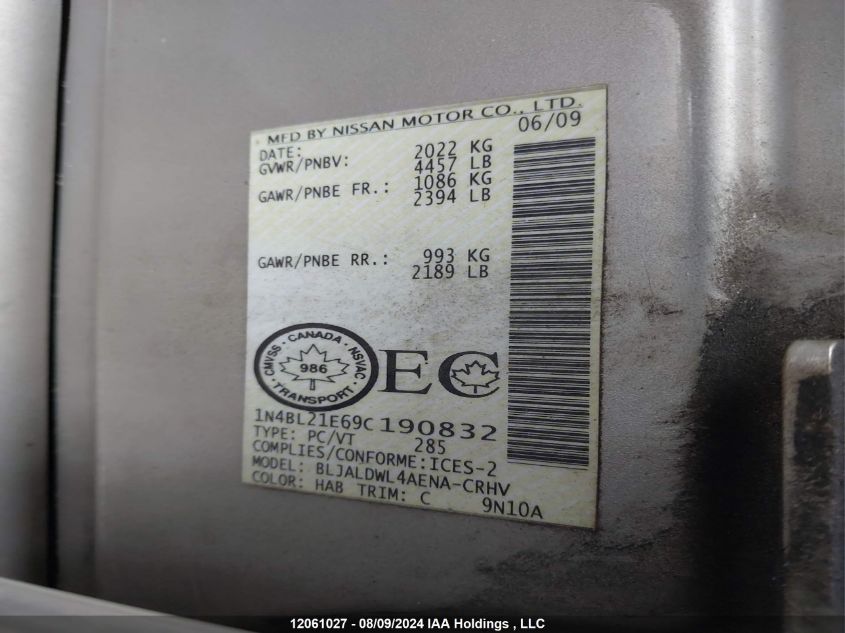 MFD BY NISSAN MOTOR CO., LTD.
DATE: 06/09
GVWR/PNBV: 2022 KG
4457 LB
GAWR/PNBE FR.: 1086 KG
2394 LB
GAWR/PNBE RR.: 993 KG
2189 LB
CMVSS · CANADA · NSVAC
986
TRANSPORT
EC
1N4BL21E69C190832
TYPE: PC/VT 285
COMPLIES/CONFORME:ICES-2
MODEL: BLJALDWL4AENA-CRHV
COLOR: HAB TRIM: C 9N10A
12061027 - 08/09/2024 IAA Holdings , LLC